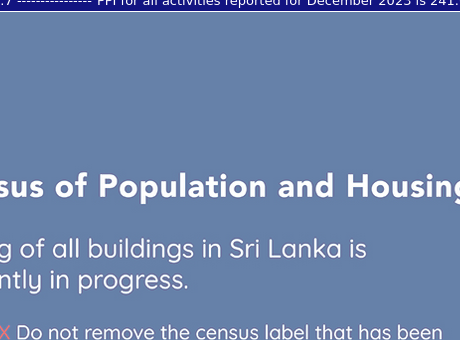 .7 ---------------- PPI for all activities reported for December 2023 is 241.
sus of Population and Housing
g of all buildings in Sri Lanka is
ntly in progress.
X Do not remove the census label that has been